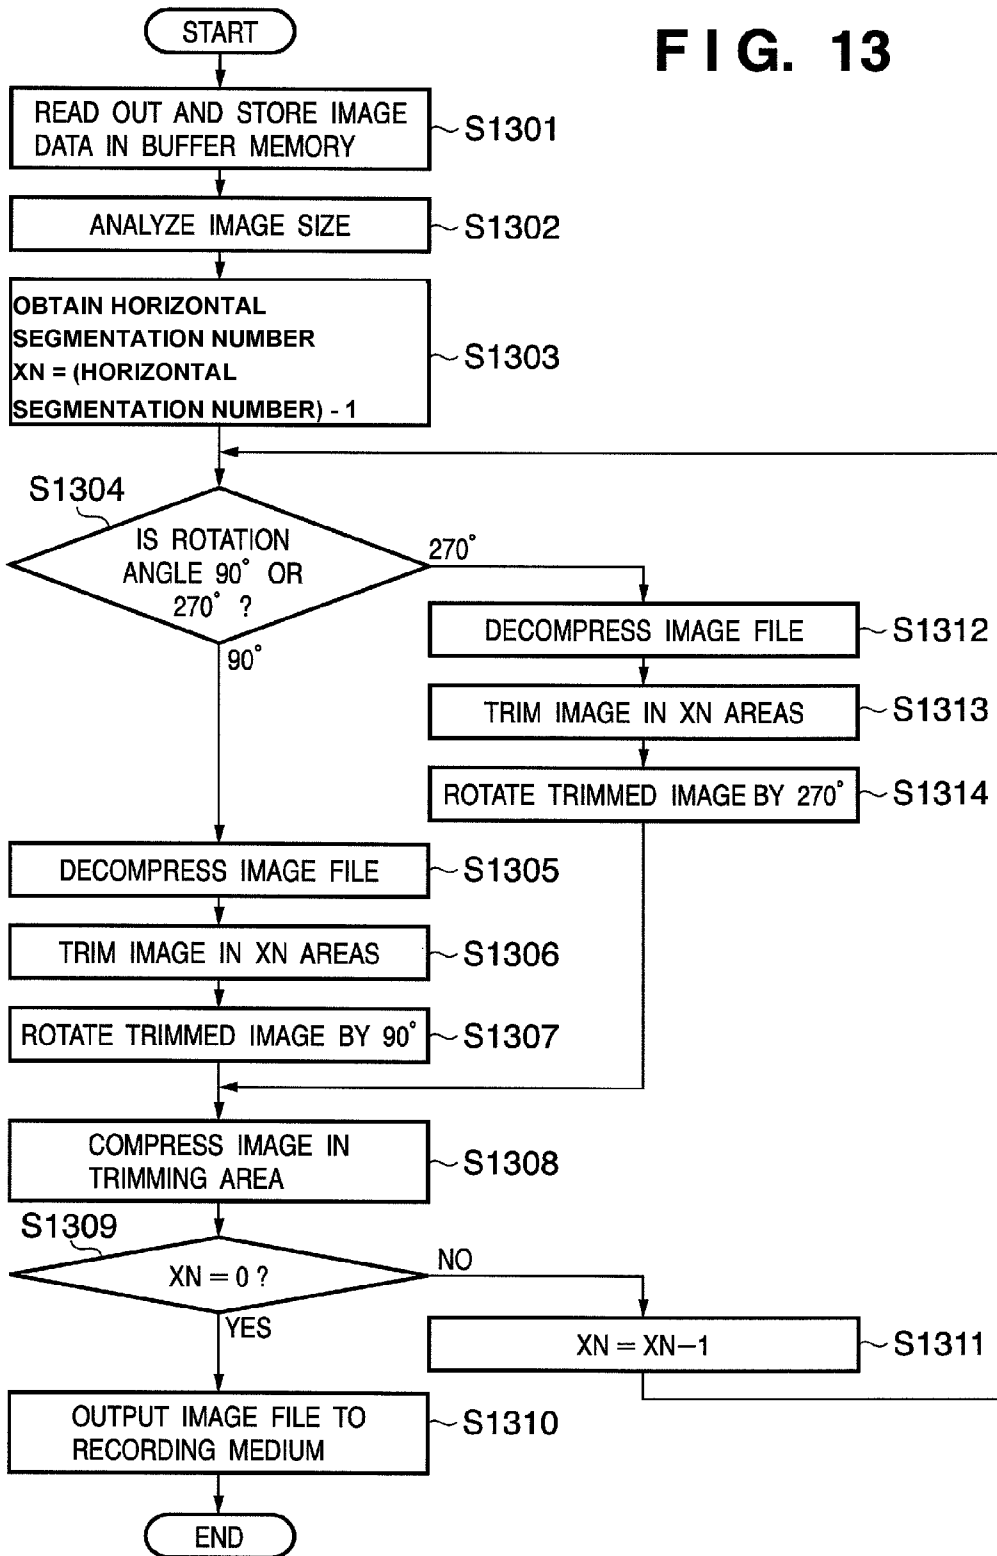 FIG. 13
START
READ OUT AND STORE IMAGE
DATA IN BUFFER MEMORY
S1301
ANALYZE IMAGE SIZE
S1302
OBTAIN HORIZONTAL
SEGMENTATION NUMBER
XN = (HORIZONTAL
SEGMENTATION NUMBER) - 1
S1303
S1304
IS ROTATION
ANGLE 90° OR
270° ?
270°
90°
DECOMPRESS IMAGE FILE
S1312
TRIM IMAGE IN XN AREAS
S1313
ROTATE TRIMMED IMAGE BY 270°
S1314
DECOMPRESS IMAGE FILE
S1305
TRIM IMAGE IN XN AREAS
S1306
ROTATE TRIMMED IMAGE BY 90°
S1307
COMPRESS IMAGE IN
TRIMMING AREA
S1308
S1309
XN = 0 ?
NO
YES
XN = XN−1
S1311
OUTPUT IMAGE FILE TO
RECORDING MEDIUM
S1310
END